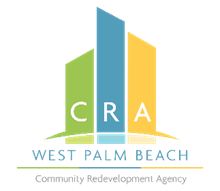 CRA
WEST PALM BEACH
Community Redevelopment Agency